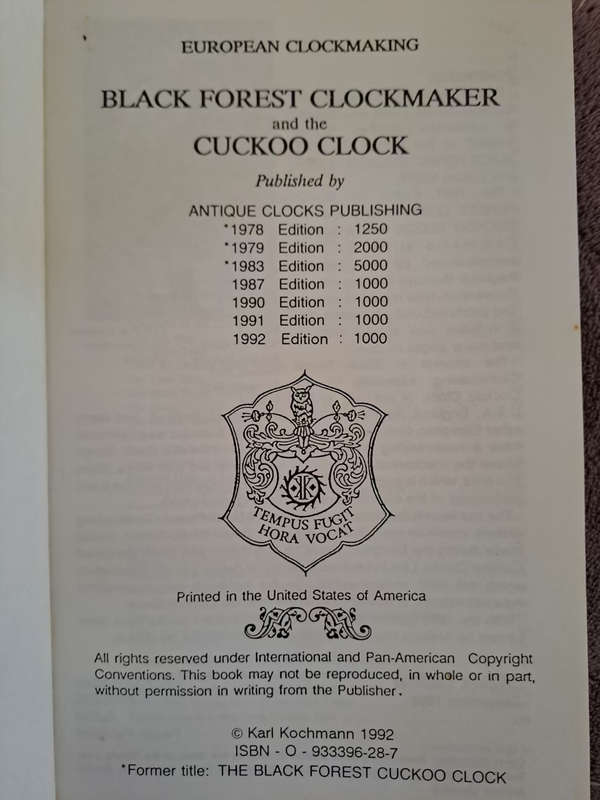 EUROPEAN CLOCKMAKING
BLACK FOREST CLOCKMAKER
and the
CUCKOO CLOCK
Published by
ANTIQUE CLOCKS PUBLISHING
*1978 Edition : 1250
*1979 Edition : 2000
*1983 Edition : 5000
1987 Edition : 1000
1990 Edition : 1000
1991 Edition : 1000
1992 Edition : 1000
TEMPUS FUGIT
HORA VOCAT
Printed in the United States of America
All rights reserved under International and Pan-American Copyright
Conventions. This book may not be reproduced, in whole or in part,
without permission in writing from the Publisher.
© Karl Kochmann 1992
ISBN - O - 933396-28-7
*Former title: THE BLACK FOREST CUCKOO CLOCK